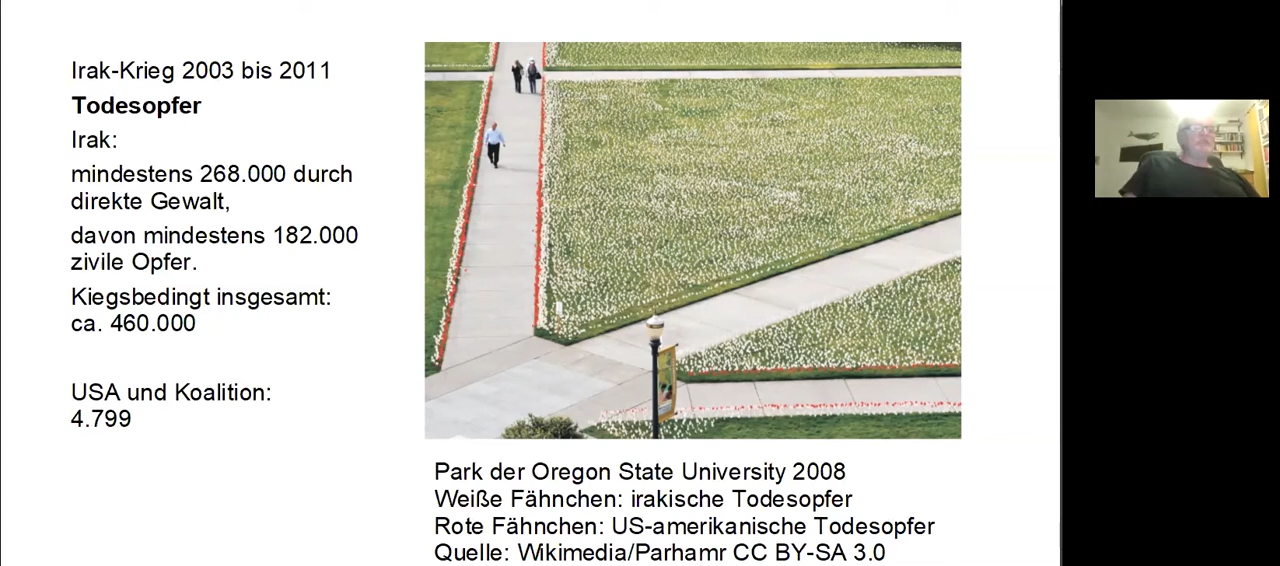 Irak-Krieg 2003 bis 2011
Todesopfer
Irak:
mindestens 268.000 durch
direkte Gewalt,
davon mindestens 182.000
zivile Opfer.
Kiegsbedingt insgesamt:
ca. 460.000
USA und Koalition:
4.799
Park der Oregon State University 2008
Weiße Fähnchen: irakische Todesopfer
Rote Fähnchen: US-amerikanische Todesopfer
Quelle: Wikimedia/Parhamr CC BY-SA 3.0